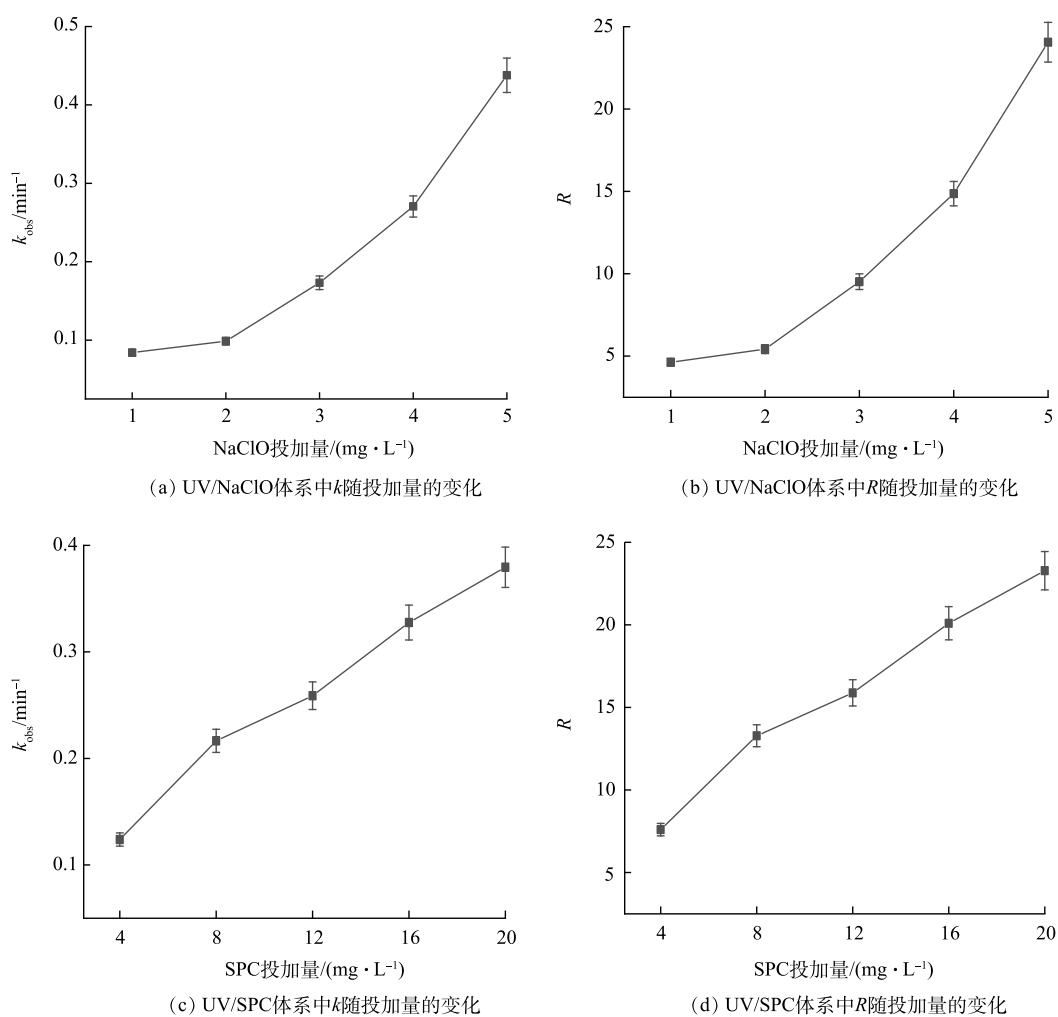 0.5
0.4
0.3
0.2
0.1
k_obs/min⁻¹
1 2 3 4 5
NaClO投加量/(mg·L⁻¹)
(a) UV/NaClO体系中k随投加量的变化
25
20
15
10
5
R
1 2 3 4 5
NaClO投加量/(mg·L⁻¹)
(b) UV/NaClO体系中R随投加量的变化
0.4
0.3
0.2
0.1
k_obs/min⁻¹
4 8 12 16 20
SPC投加量/(mg·L⁻¹)
(c) UV/SPC体系中k随投加量的变化
25
20
15
10
5
R
4 8 12 16 20
SPC投加量/(mg·L⁻¹)
(d) UV/SPC体系中R随投加量的变化